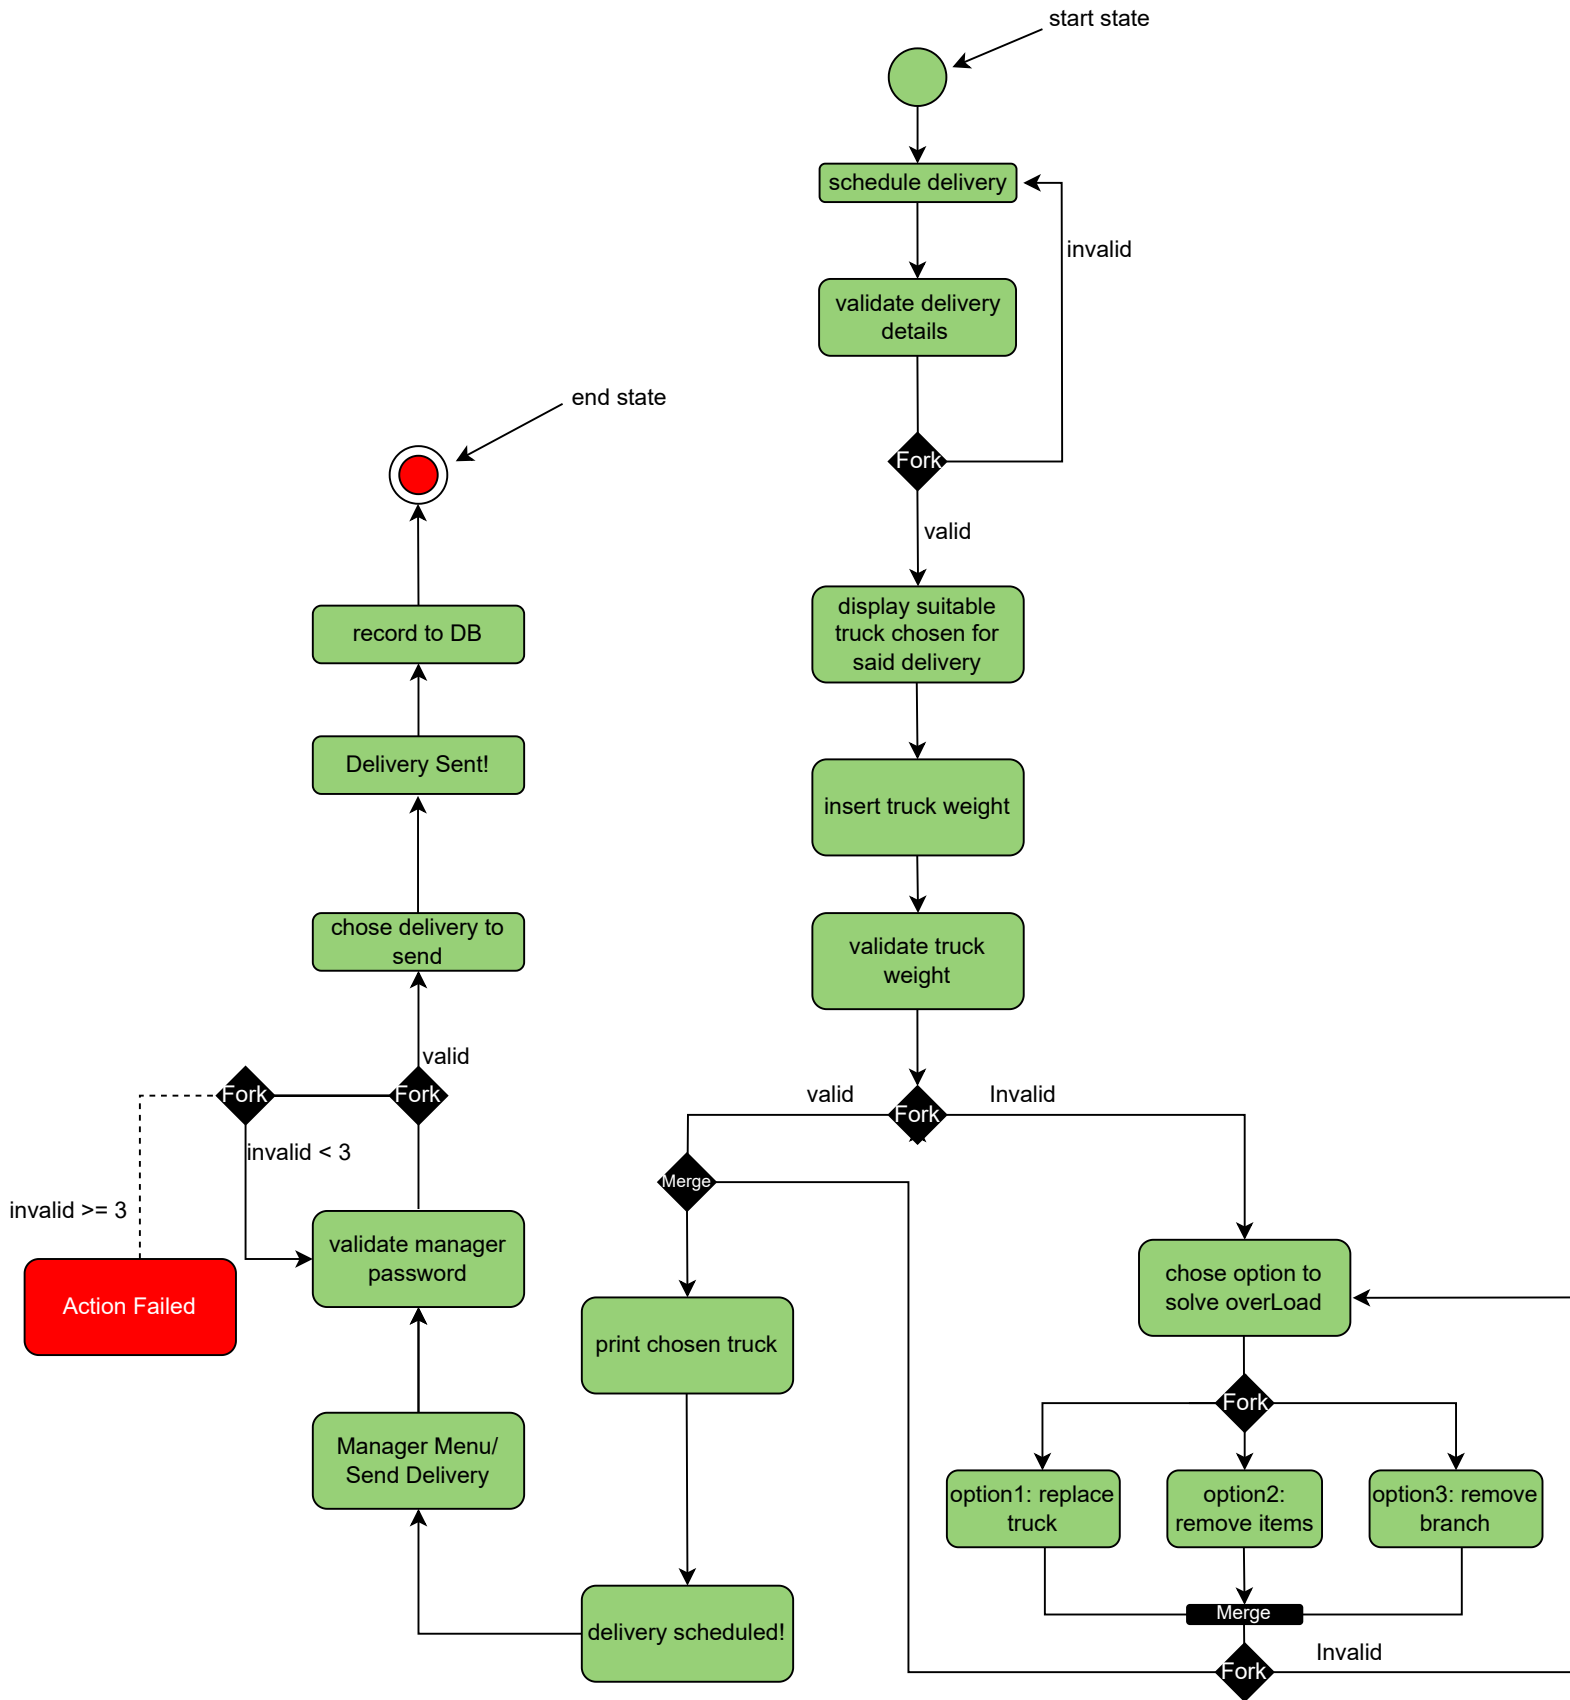 start state
schedule delivery
invalid
validate delivery
details
end state
Fork
valid
display suitable
truck chosen for
said delivery
record to DB
Delivery Sent!
insert truck weight
chose delivery to
send
validate truck
weight
valid
Fork
Fork
valid
Fork
Invalid
invalid < 3
Merge
invalid >= 3
validate manager
password
Action Failed
chose option to
solve overLoad
print chosen truck
Fork
Manager Menu/
Send Delivery
option1: replace
truck
option2:
remove items
option3: remove
branch
Merge
delivery scheduled!
Fork
Invalid